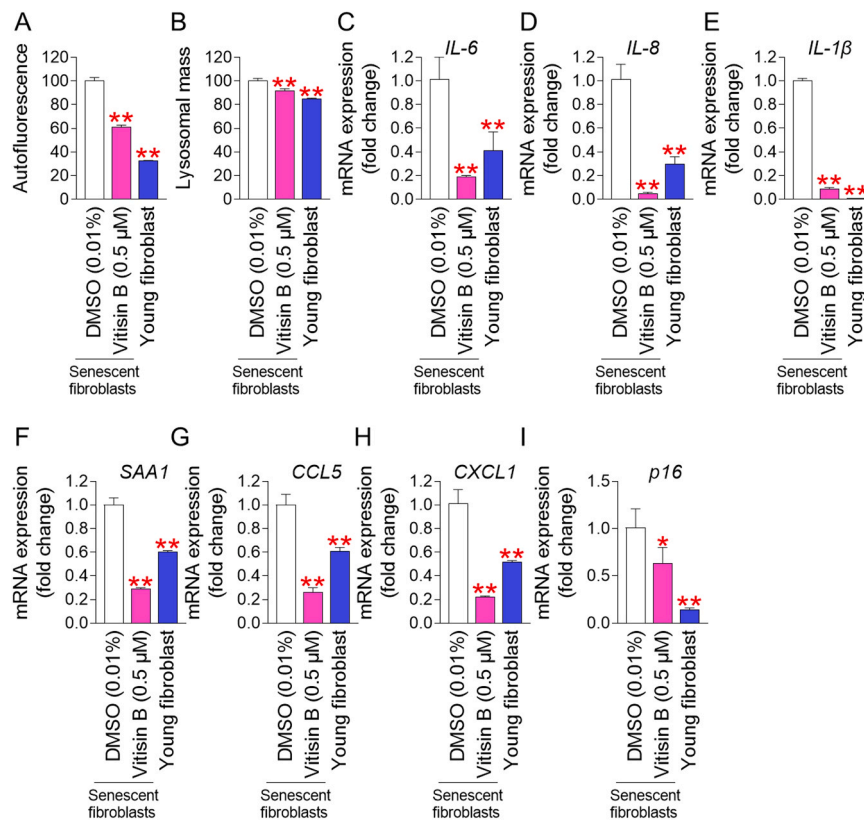 A
Autofluorescence
120
100
80
60
40
20
0
**
**
DMSO (0.01%)
Vitisin B (0.5 µM)
Young fibroblast
Senescent
fibroblasts
B
Lysosomal mass
120
100
80
60
40
20
0
**
**
DMSO (0.01%)
Vitisin B (0.5 µM)
Young fibroblast
Senescent
fibroblasts
C
IL-6
mRNA expression
(fold change)
1.2
1.0
0.8
0.6
0.4
0.2
0.0
**
**
DMSO (0.01%)
Vitisin B (0.5 µM)
Young fibroblast
Senescent
fibroblasts
D
IL-8
mRNA expression
(fold change)
1.2
1.0
0.8
0.6
0.4
0.2
0.0
**
**
DMSO (0.01%)
Vitisin B (0.5 µM)
Young fibroblast
Senescent
fibroblasts
E
IL-1β
mRNA expression
(fold change)
1.2
1.0
0.8
0.6
0.4
0.2
0.0
**
**
DMSO (0.01%)
Vitisin B (0.5 µM)
Young fibroblast
Senescent
fibroblasts
F
SAA1
mRNA expression
(fold change)
1.2
1.0
0.8
0.6
0.4
0.2
0.0
**
**
DMSO (0.01%)
Vitisin B (0.5 µM)
Young fibroblast
Senescent
fibroblasts
G
CCL5
mRNA expression
(fold change)
1.2
1.0
0.8
0.6
0.4
0.2
0.0
**
**
DMSO (0.01%)
Vitisin B (0.5 µM)
Young fibroblast
Senescent
fibroblasts
H
CXCL1
mRNA expression
(fold change)
1.2
1.0
0.8
0.6
0.4
0.2
0.0
**
**
DMSO (0.01%)
Vitisin B (0.5 µM)
Young fibroblast
Senescent
fibroblasts
I
p16
mRNA expression
(fold change)
1.5
1.0
0.5
0.0
*
**
DMSO (0.01%)
Vitisin B (0.5 µM)
Young fibroblast
Senescent
fibroblasts